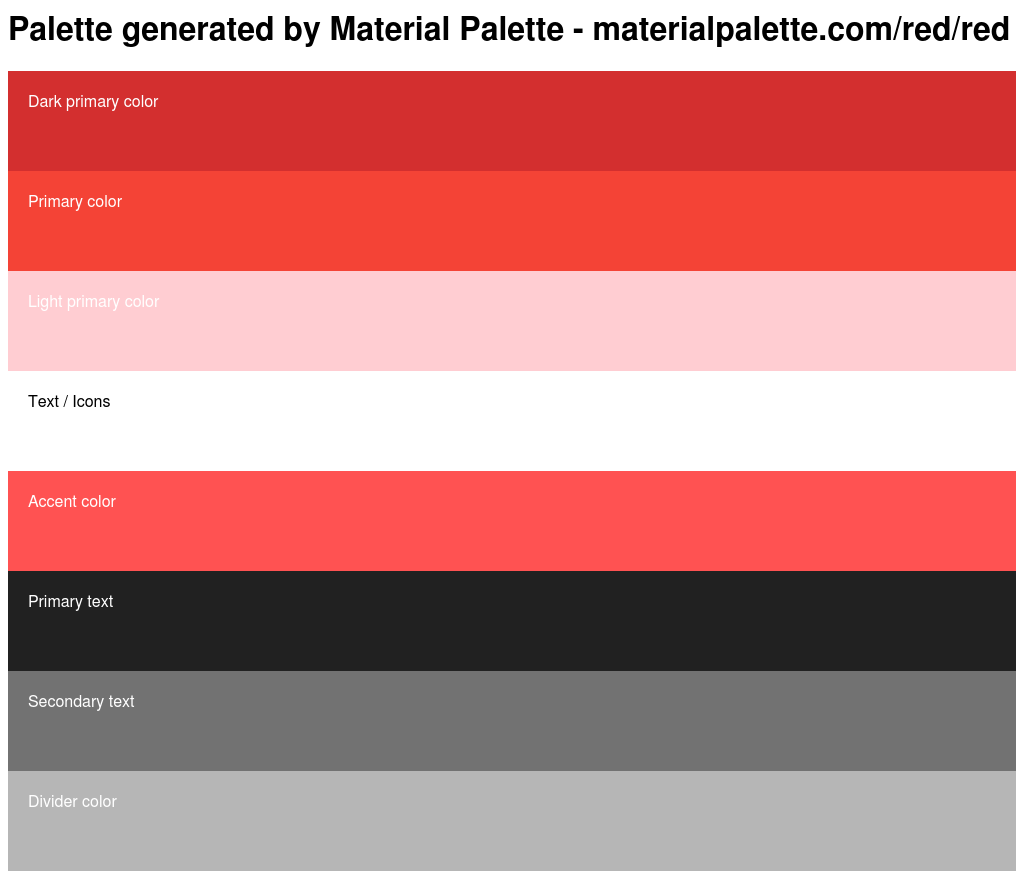 Palette generated by Material Palette - materialpalette.com/red/red
Dark primary color
Primary color
Light primary color
Text / Icons
Accent color
Primary text
Secondary text
Divider color